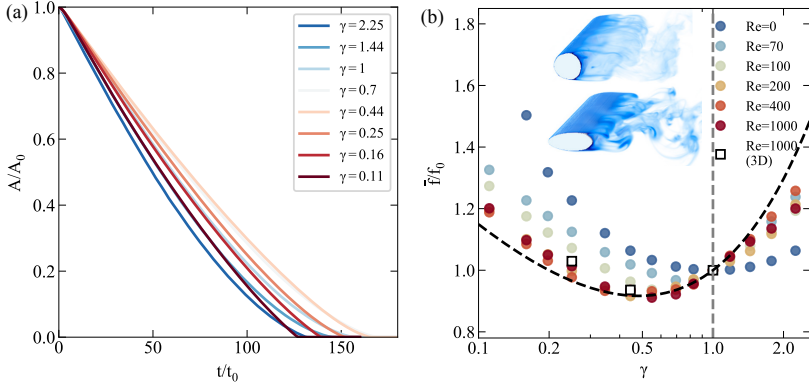 (a)
1.0
0.8
0.6
0.4
0.2
0.0
A/A₀
0
50
100
150
t/t₀
γ = 2.25
γ = 1.44
γ = 1
γ = 0.7
γ = 0.44
γ = 0.25
γ = 0.16
γ = 0.11
(b)
1.8
1.6
1.4
1.2
1.0
0.8
f̄/f₀
0.1
0.2
0.5
1.0
2.0
γ
Re=0
Re=70
Re=100
Re=200
Re=400
Re=1000
Re=1000
(3D)